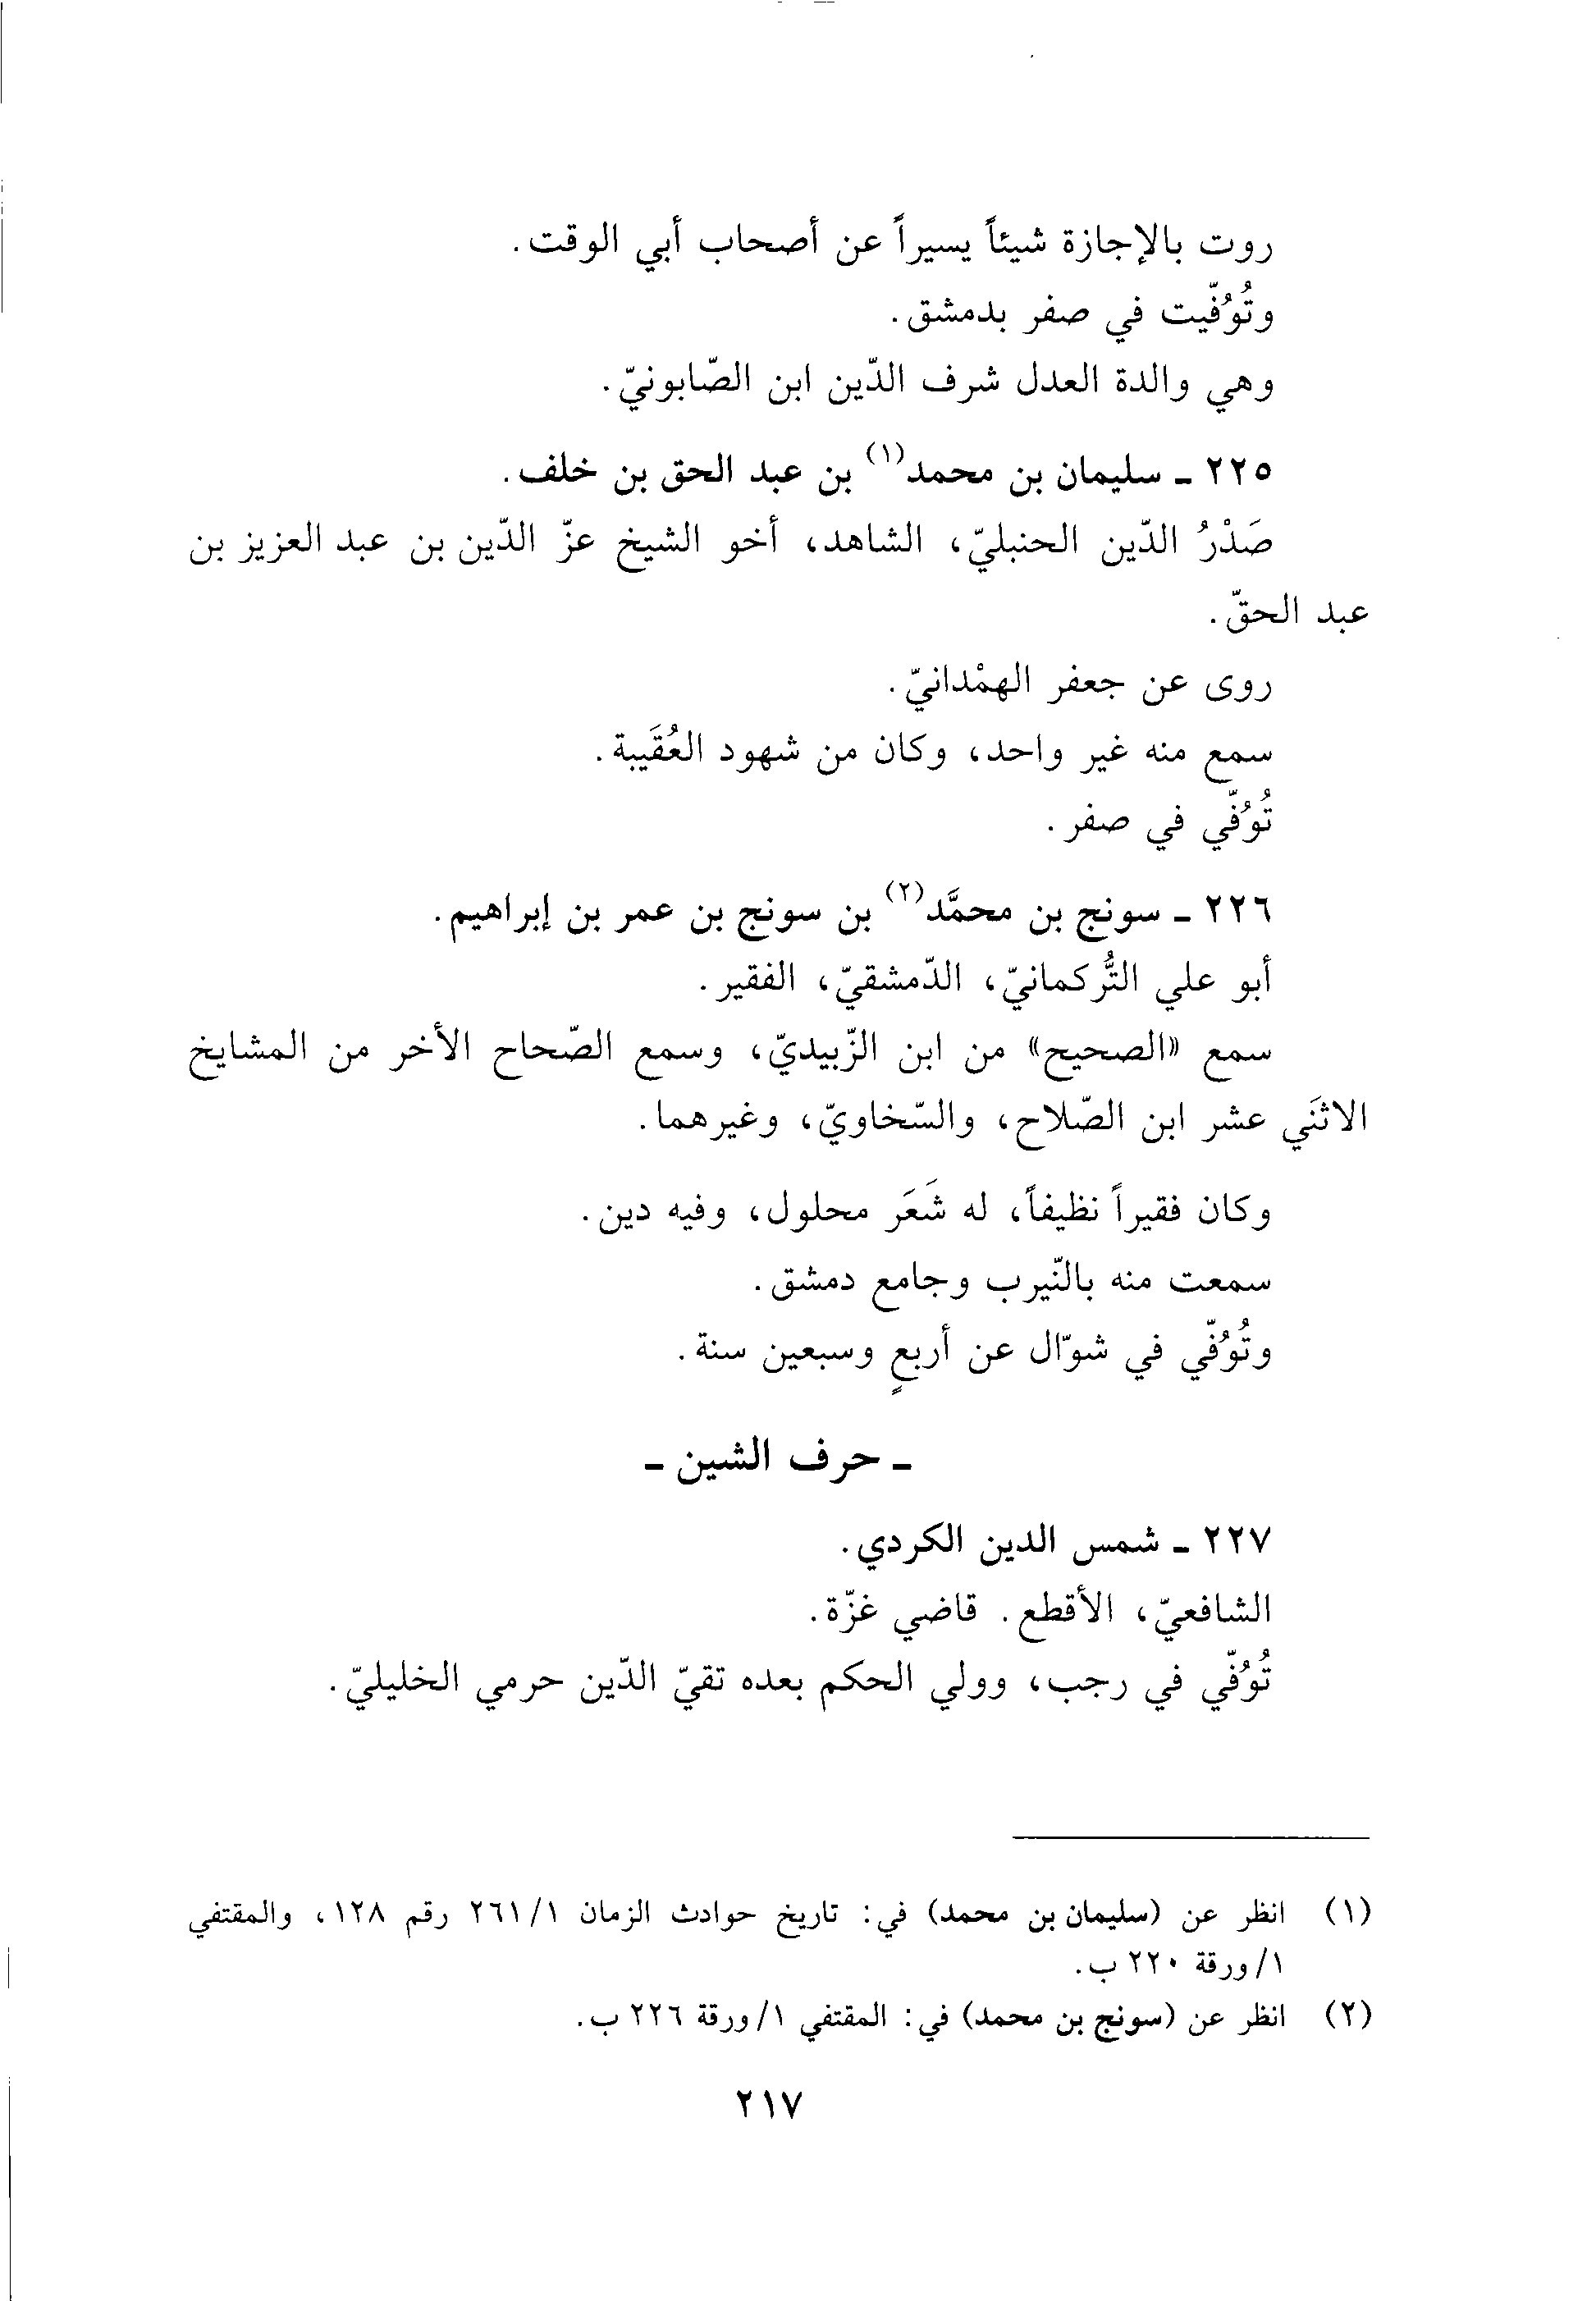 روت بالإجازة شيئاً يسيراً عن أصحاب أبي الوقت.
وتُوُفّيت في صفر بدمشق.
وهي والدة العدل شرف الدّين ابن الصّابونيّ.
٢٢٥ - سليمان بن محمد(١) بن عبد الحق بن خلف.
صَدْرُ الدّين الحنبليّ، الشاهد، أخو الشيخ عزّ الدّين بن عبد العزيز بن
عبد الحقّ.
روى عن جعفر الهمْدانيّ.
سمع منه غير واحد، وكان من شهود العُقَيبة.
تُوُفّي في صفر.
٢٢٦ - سونج بن محمَّد(٢) بن سونج بن عمر بن إبراهيم.
أبو علي التُّركمانيّ، الدّمشقيّ، الفقير.
سمع «الصحيح» من ابن الزّبيديّ، وسمع الصّحاح الأخر من المشايخ
الاثنَي عشر ابن الصّلاح، والسّخاويّ، وغيرهما.
وكان فقيراً نظيفاً، له شَعَر محلول، وفيه دين.
سمعت منه بالنّيرب وجامع دمشق.
وتُوُفّي في شوّال عن أربعٍ وسبعين سنة.
- حرف الشين -
٢٢٧ - شمس الدين الكردي.
الشافعيّ، الأقطع. قاضي غزّة.
تُوُفّي في رجب، وولي الحكم بعده تقيّ الدّين حرمي الخليليّ.
(١) انظر عن (سليمان بن محمد) في: تاريخ حوادث الزمان ٢٦١/١ رقم ١٢٨، والمقتفي
١/ورقة ٢٢٠ ب.
(٢) انظر عن (سونج بن محمد) في: المقتفي ١/ورقة ٢٢٦ ب.
٢١٧